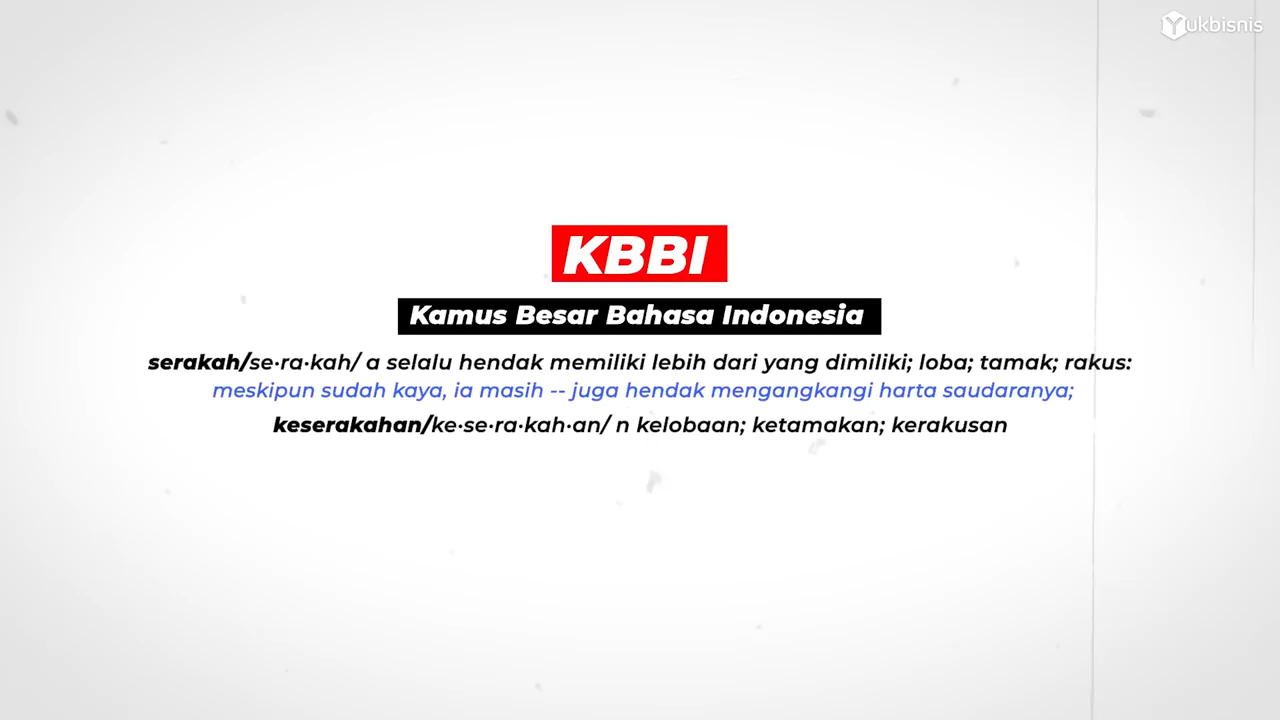 Yukbisnis
KBBI
Kamus Besar Bahasa Indonesia
serakah/se·ra·kah/ a selalu hendak memiliki lebih dari yang dimiliki; loba; tamak; rakus:
meskipun sudah kaya, ia masih -- juga hendak mengangkangi harta saudaranya;
keserakahan/ke·se·ra·kah·an/ n kelobaan; ketamakan; kerakusan